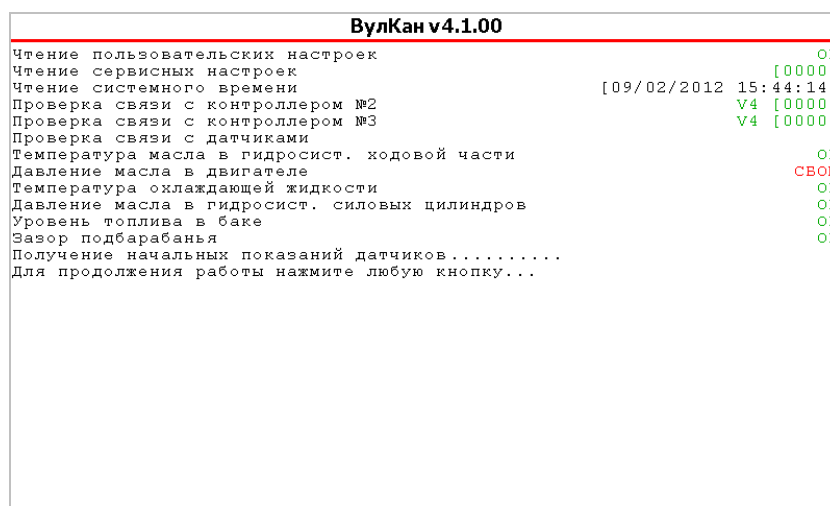 ВулКан v4.1.00
Чтение пользовательских настроек
Чтение сервисных настроек [0000
Чтение системного времени [09/02/2012 15:44:14
Проверка связи с контроллером №2 V4 [0000
Проверка связи с контроллером №3 V4 [0000
Проверка связи с датчиками
Температура масла в гидросист. ходовой части
Давление масла в двигателе
Температура охлаждающей жидкости
Давление масла в гидросист. силовых цилиндров
Уровень топлива в баке
Зазор подбарабанья
Получение начальных показаний датчиков..........
Для продолжения работы нажмите любую кнопку...